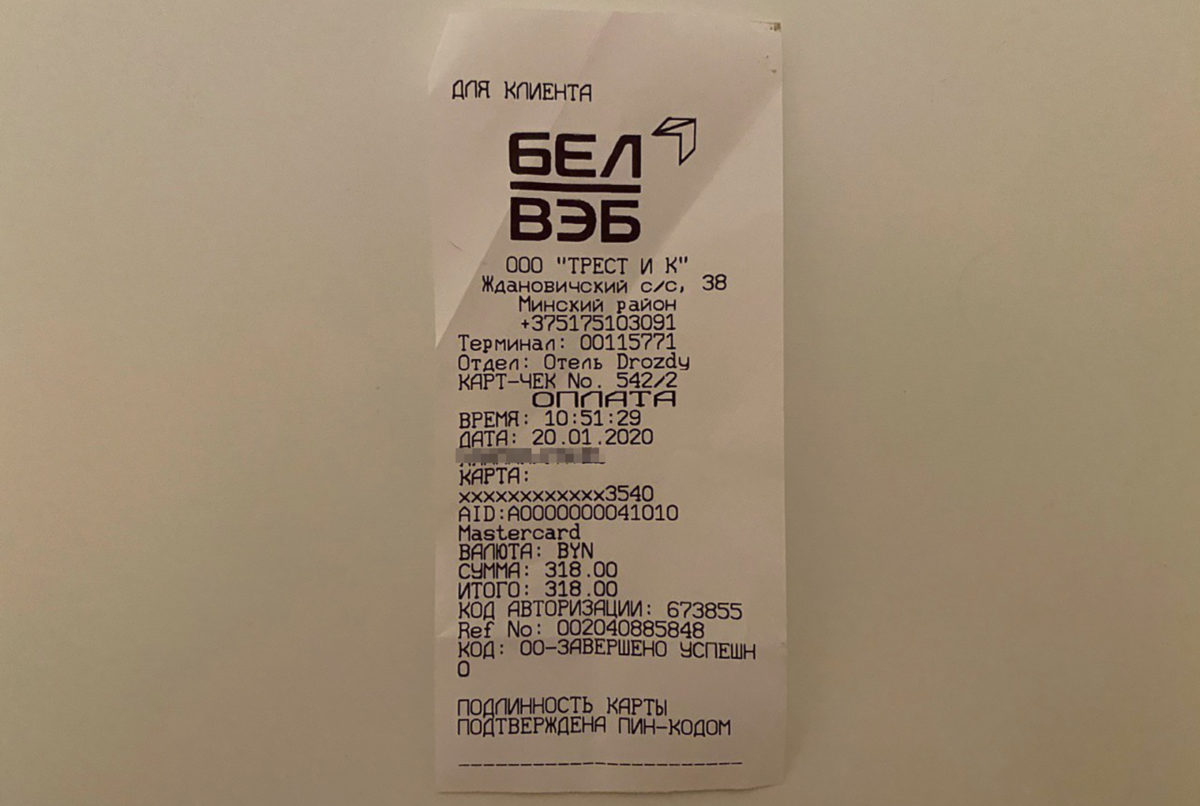 ДЛЯ КЛИЕНТА
БЕЛ
ВЭБ
ООО "ТРЕСТ И К"
Ждановичский с/с, 38
Минский район
+375175103091
Терминал: 00115771
Отдел: Отель Drozdy
КАРТ-ЧЕК No. 542/2
ОПЛАТА
ВРЕМЯ: 10:51:29
ДАТА: 20.01.2020
КАРТА:
xxxxxxxxxxxx3540
AID:A0000000041010
Mastercard
ВАЛЮТА: BYN
СУММА: 318.00
ИТОГО: 318.00
КОД АВТОРИЗАЦИИ: 673855
Ref No: 002040885848
КОД: 00-ЗАВЕРШЕНО УСПЕШН
О
ПОДЛИННОСТЬ КАРТЫ
ПОДТВЕРЖДЕНА ПИН-КОДОМ